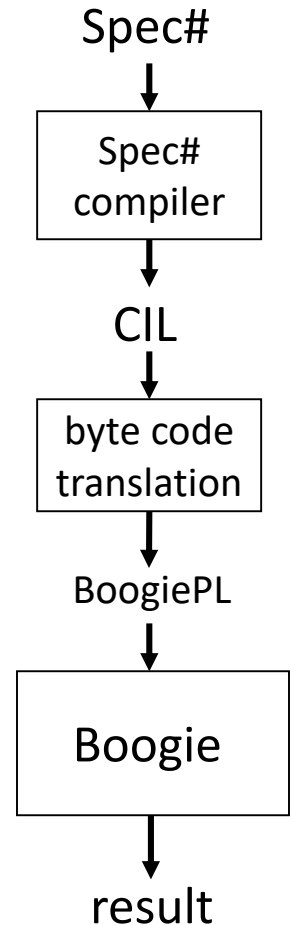 Spec#
Spec#
compiler
CIL
byte code
translation
BoogiePL
Boogie
result